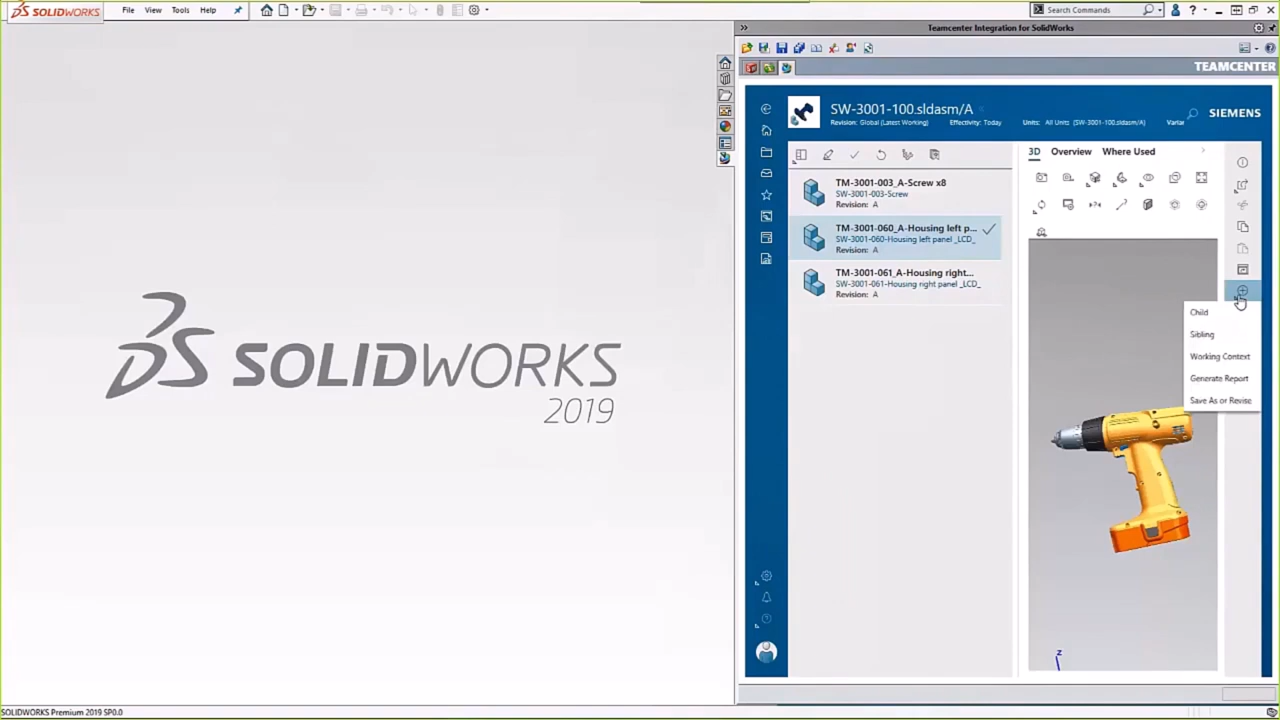 SOLIDWORKS
File View Tools Help
Search Commands
Teamcenter Integration for SolidWorks
TEAMCENTER
SW-3001-100.sldasm/A
Revision: Global (Latest Working) Effectivity: Today Units: All Units (SW-3001-100.sldasm/A) Variar
SIEMENS
3D Overview Where Used
TM-3001-003_A-Screw x8
SW-3001-003-Screw
Revision: A
TM-3001-060_A-Housing left p...
SW-3001-060-Housing left panel _LCD_
Revision: A
TM-3001-061_A-Housing right...
SW-3001-061-Housing right panel _LCD_
Revision: A
Child
Sibling
Working Context
Generate Report
Save As or Revise
SOLIDWORKS
2019
Z
SOLIDWORKS Premium 2019 SP0.0